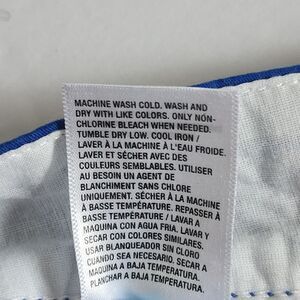 MACHINE WASH COLD. WASH AND
DRY WITH LIKE COLORS. ONLY NON-
CHLORINE BLEACH WHEN NEEDED.
TUMBLE DRY LOW. COOL IRON /
LAVER À LA MACHINE À L'EAU FROIDE.
LAVER ET SÉCHER AVEC DES
COULEURS SEMBLABLES. UTILISER
AU BESOIN UN AGENT DE
BLANCHIMENT SANS CHLORE
UNIQUEMENT. SÉCHER À LA MACHINE
À BASSE TEMPÉRATURE. REPASSER À
BASSE TEMPÉRATURE / LAVAR A
MAQUINA CON AGUA FRIA. LAVAR Y
SECAR CON COLORES SIMILARES.
USAR BLANQUEADOR SIN CLORO
CUANDO SEA NECESARIO. SECAR A
MAQUINA A BAJA TEMPERATURA.
PLANCHAR A BAJA TEMPERATURA.